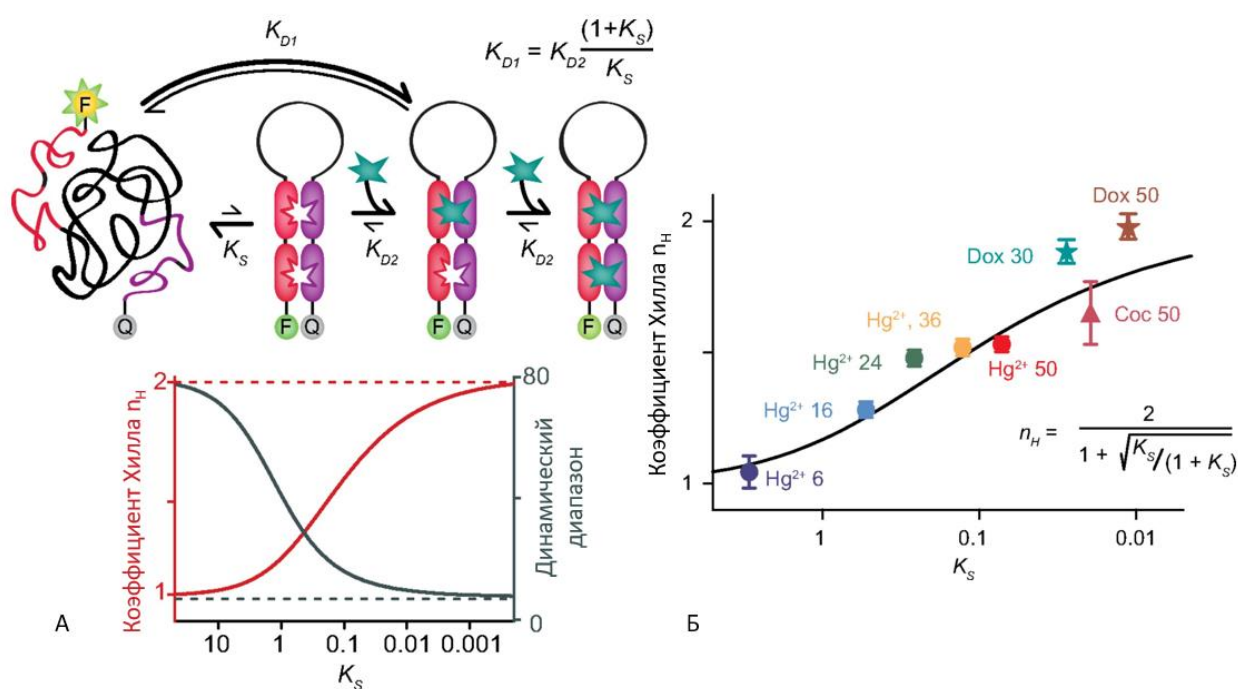 K_D1
K_D1 = K_D2 (1+K_S)/K_S
F
K_S
K_D2
K_D2
Q
F Q
F Q
F Q
Коэффициент Хилла n_H
2
1
80
0
Динамический
диапазон
10 1 0.1 0.01 0.001
K_S
А
Коэффициент Хилла n_H
2
1
Dox 50
Dox 30
Coc 50
Hg²⁺, 36
Hg²⁺ 24
Hg²⁺ 50
Hg²⁺ 16
Hg²⁺ 6
n_H = 2/(1 + √K_S/(1 + K_S))
1 0.1 0.01
K_S
Б